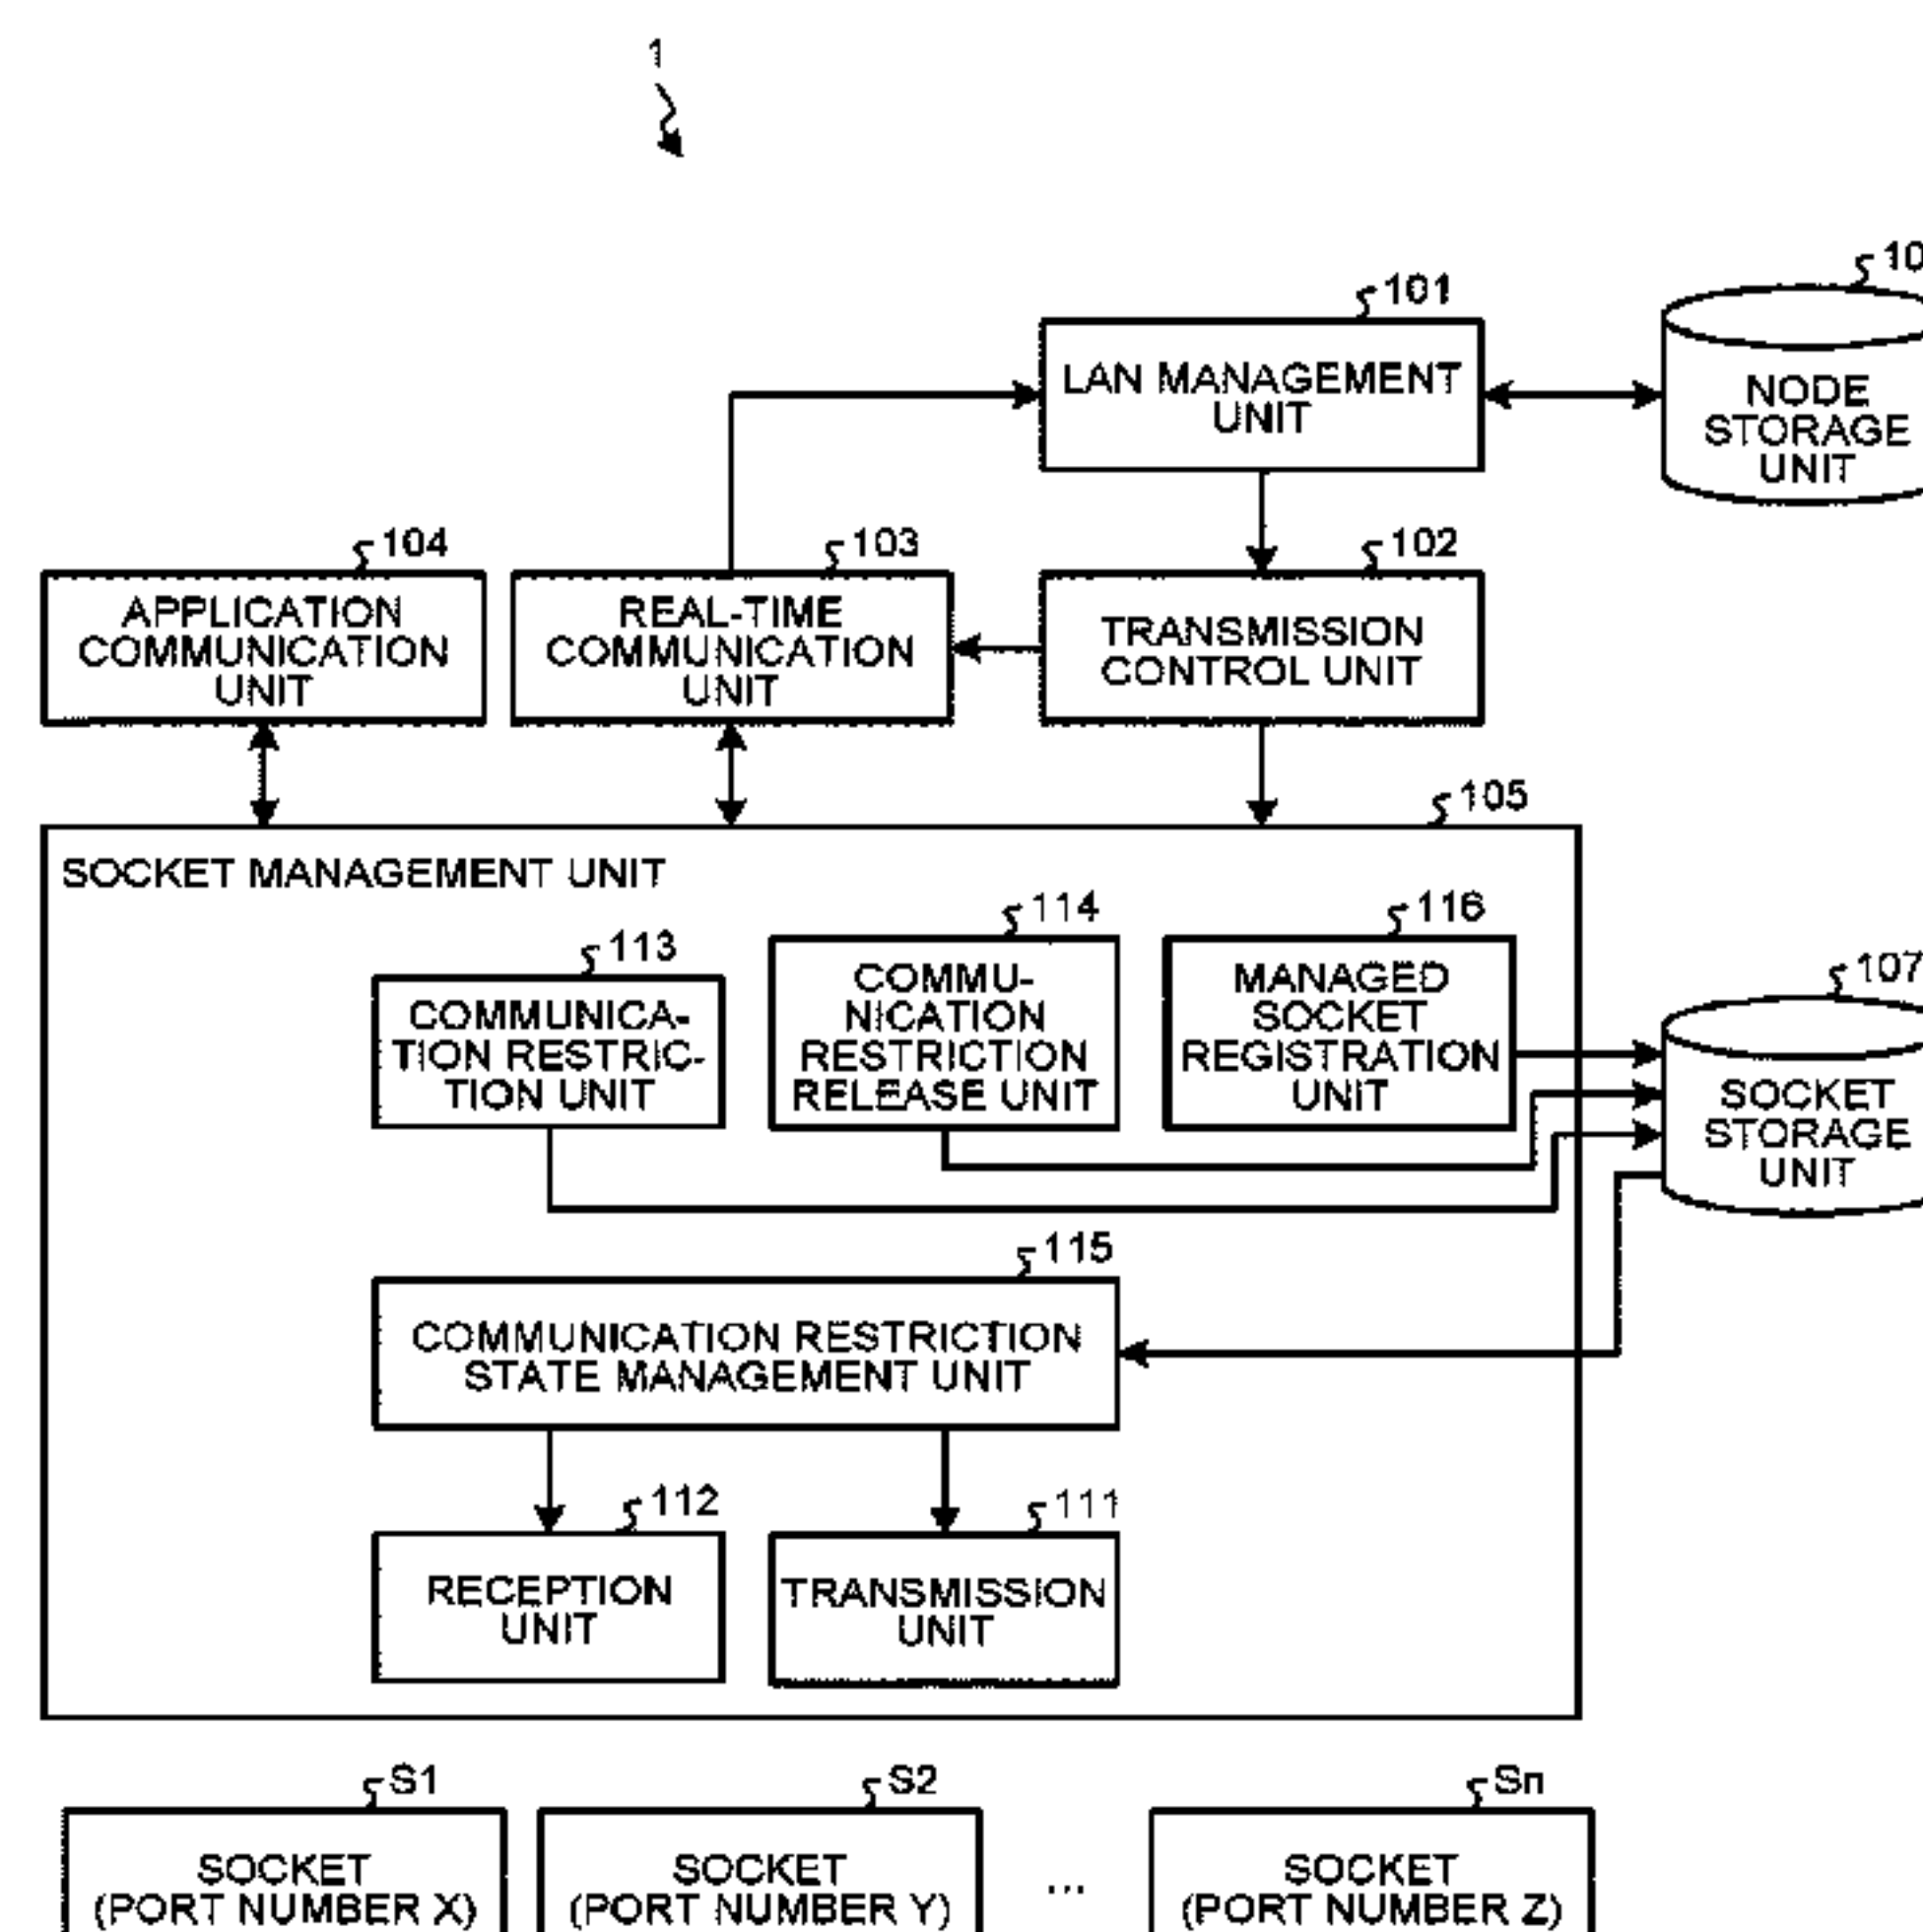 1
101
LAN MANAGEMENT
UNIT
10
NODE
STORAGE
UNIT
104
APPLICATION
COMMUNICATION
UNIT
103
REAL-TIME
COMMUNICATION
UNIT
102
TRANSMISSION
CONTROL UNIT
105
SOCKET MANAGEMENT UNIT
113
COMMUNICA-
TION RESTRIC-
TION UNIT
114
COMMU-
NICATION
RESTRICTION
RELEASE UNIT
116
MANAGED
SOCKET
REGISTRATION
UNIT
107
SOCKET
STORAGE
UNIT
115
COMMUNICATION RESTRICTION
STATE MANAGEMENT UNIT
112
RECEPTION
UNIT
111
TRANSMISSION
UNIT
S1
SOCKET
(PORT NUMBER X)
S2
SOCKET
(PORT NUMBER Y)
...
Sn
SOCKET
(PORT NUMBER Z)